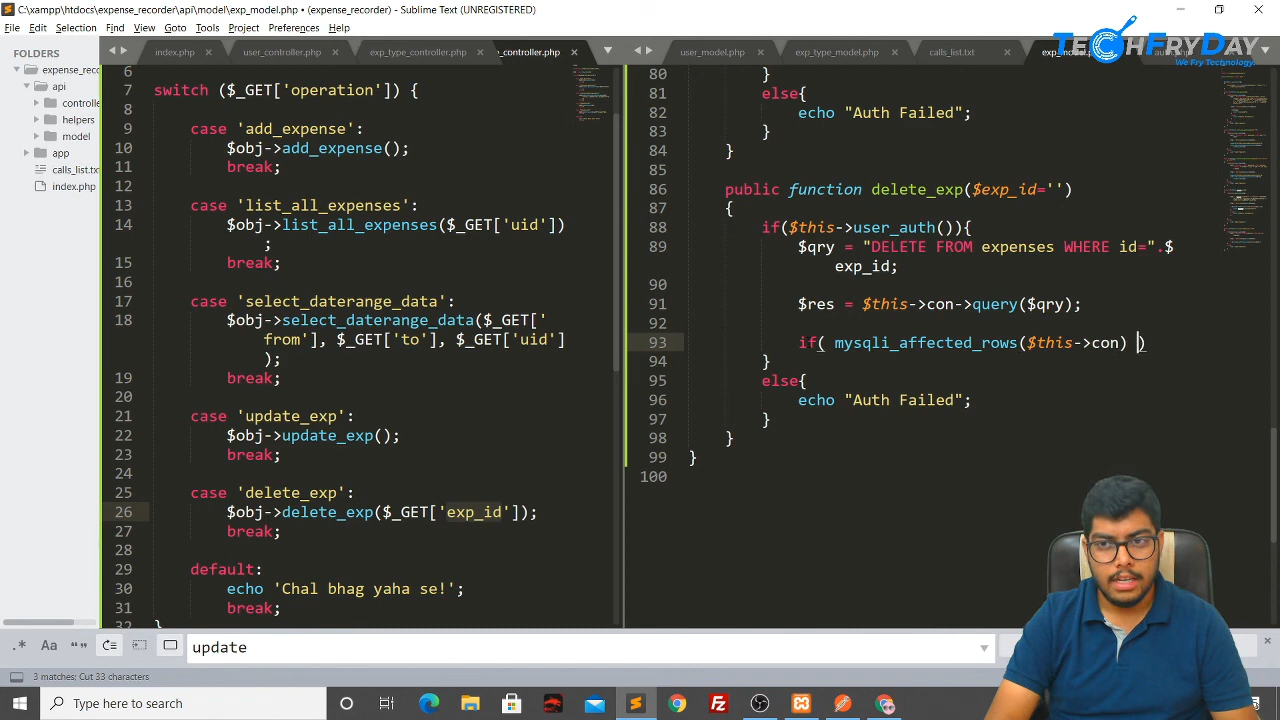 C:\xampp\htdocs\expense_recorder\api\model\exp_model.php • (expense_recorder) - Sublime Text (UNREGISTERED)
File Edit Selection Find View Goto Tools Project Preferences Help
TECHFRYDAY
We Fry Technology.
FOLDERS
expense_reco
api
controlle
helpers
model
app
calls_list.txt
index.php
index.php user_controller.php exp_type_controller.php _controller.php
user_model.php exp_type_model.php calls_list.txt
6
7 switch ($_GET['operation']) {
8
9 case 'add_expense':
10 $obj->add_expense();
11 break;
12
13 case 'list_all_expenses':
14 $obj->list_all_expenses($_GET['uid'])
;
15 break;
16
17 case 'select_daterange_data':
18 $obj->select_daterange_data($_GET['
from'], $_GET['to'], $_GET['uid']
);
19 break;
20
21 case 'update_exp':
22 $obj->update_exp();
23 break;
24
25 case 'delete_exp':
26 $obj->delete_exp($_GET['exp_id']);
27 break;
28
29 default:
30 echo 'Chal bhag yaha se!';
31 break;
32 }
80 }
81 else{
82 echo "Auth Failed";
83 }
84 }
85
86 public function delete_exp($exp_id='')
87 {
88 if($this->user_auth()){
89 $qry = "DELETE FROM expenses WHERE id=".$
exp_id;
90
91 $res = $this->con->query($qry);
92
93 if( mysqli_affected_rows($this->con) )
94 }
95 else{
96 echo "Auth Failed";
97 }
98 }
99 }
100
.* Aa “” update
3 matches: Cut 33 characters
Type here to search